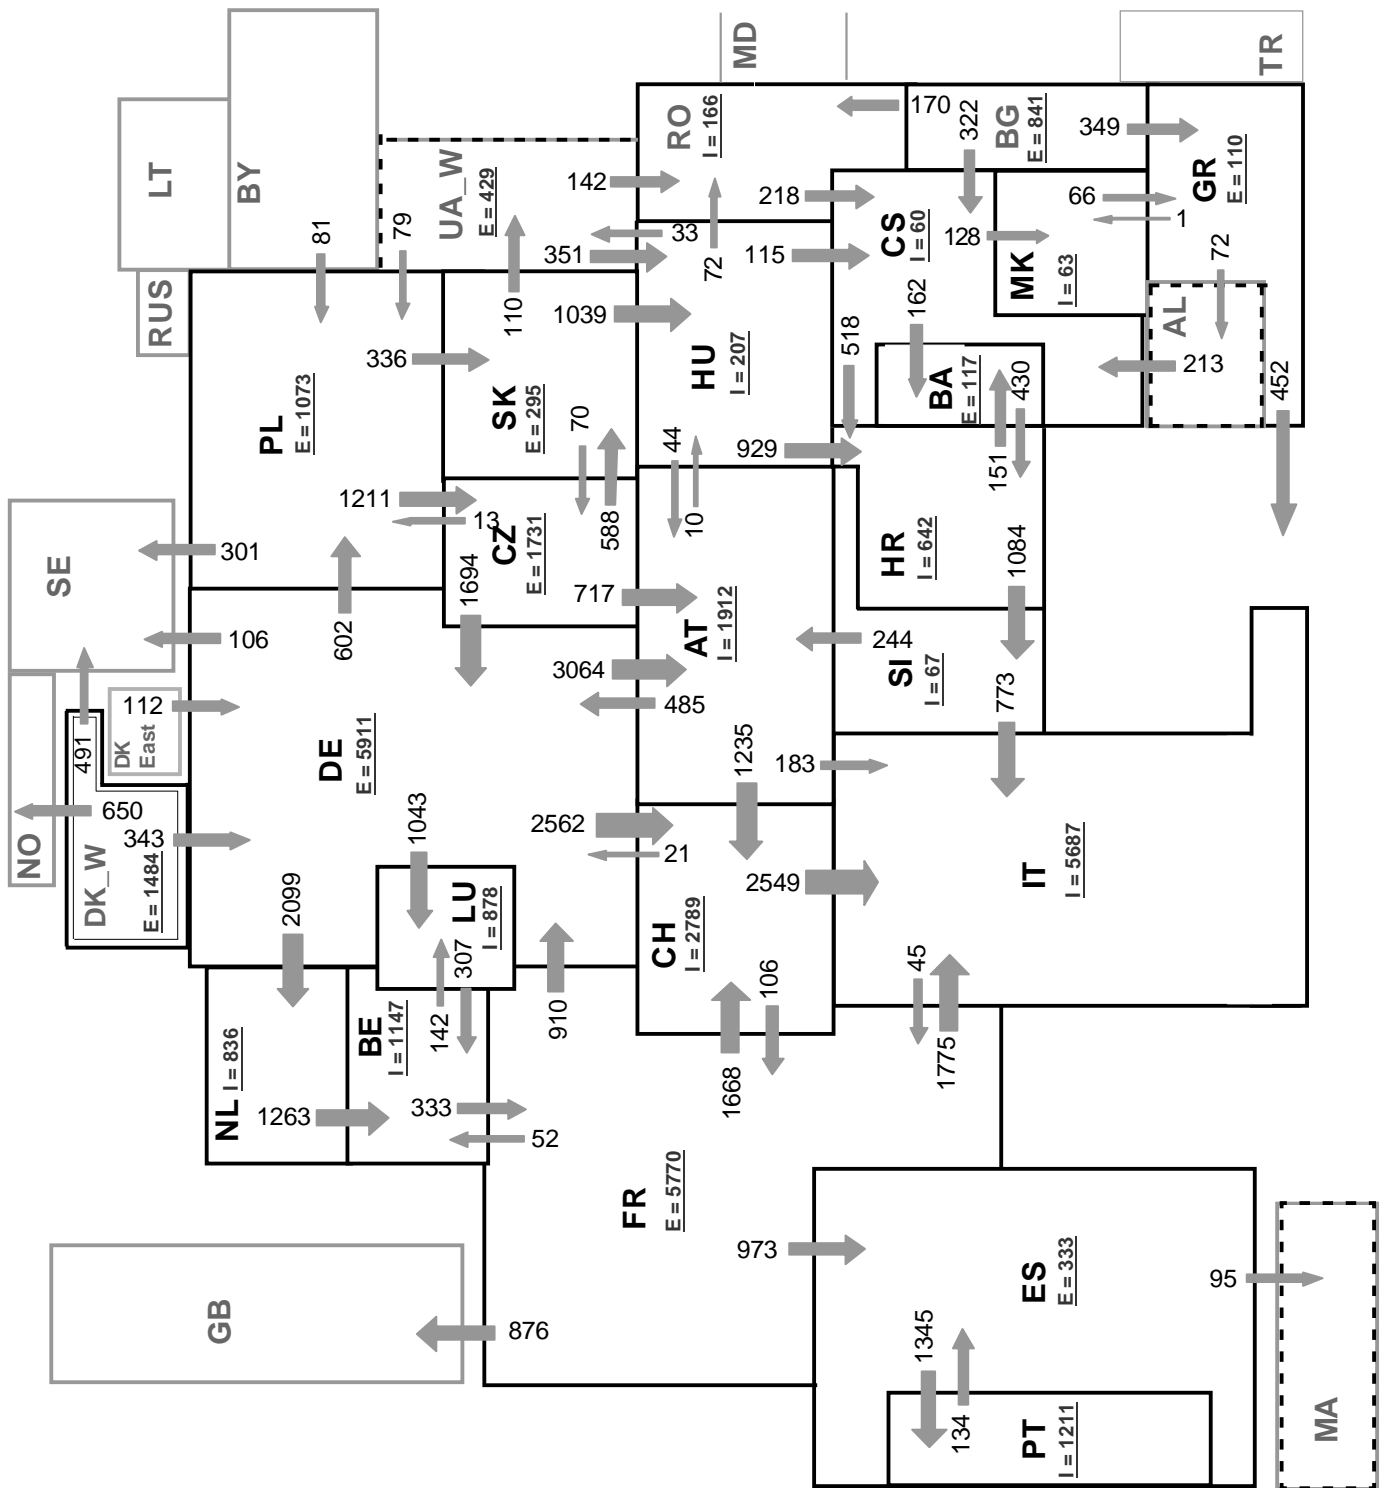 MD
TR
RO
I = 166
170
322
BG
E = 841
349
GR
E = 110
LT
BY
UA_W
E = 429
142
218
CS
I = 60
128
66
1
MK
I = 63
72
81
79
33
351
72
115
162
RUS
110
1039
HU
I = 207
518
AL
213
336
BA
E = 117
430
452
PL
E = 1073
SK
E = 295
70
44
929
151
1211
13
CZ
E = 1731
588
10
SE
301
1694
HR
I = 642
1084
602
717
AT
I = 1912
106
3064
244
SI
I = 67
112
485
773
DK
East
491
DE
E = 5911
1235
183
NO
650
343
DK_W
E = 1484
1043
2562
21
2549
IT
I = 5687
2099
LU
I = 878
CH
I = 2789
307
142
910
106
45
BE
I = 1147
1668
1775
NL
I = 836
1263
333
52
FR
E = 5770
973
ES
E = 333
95
GB
876
1345
134
PT
I = 1211
MA